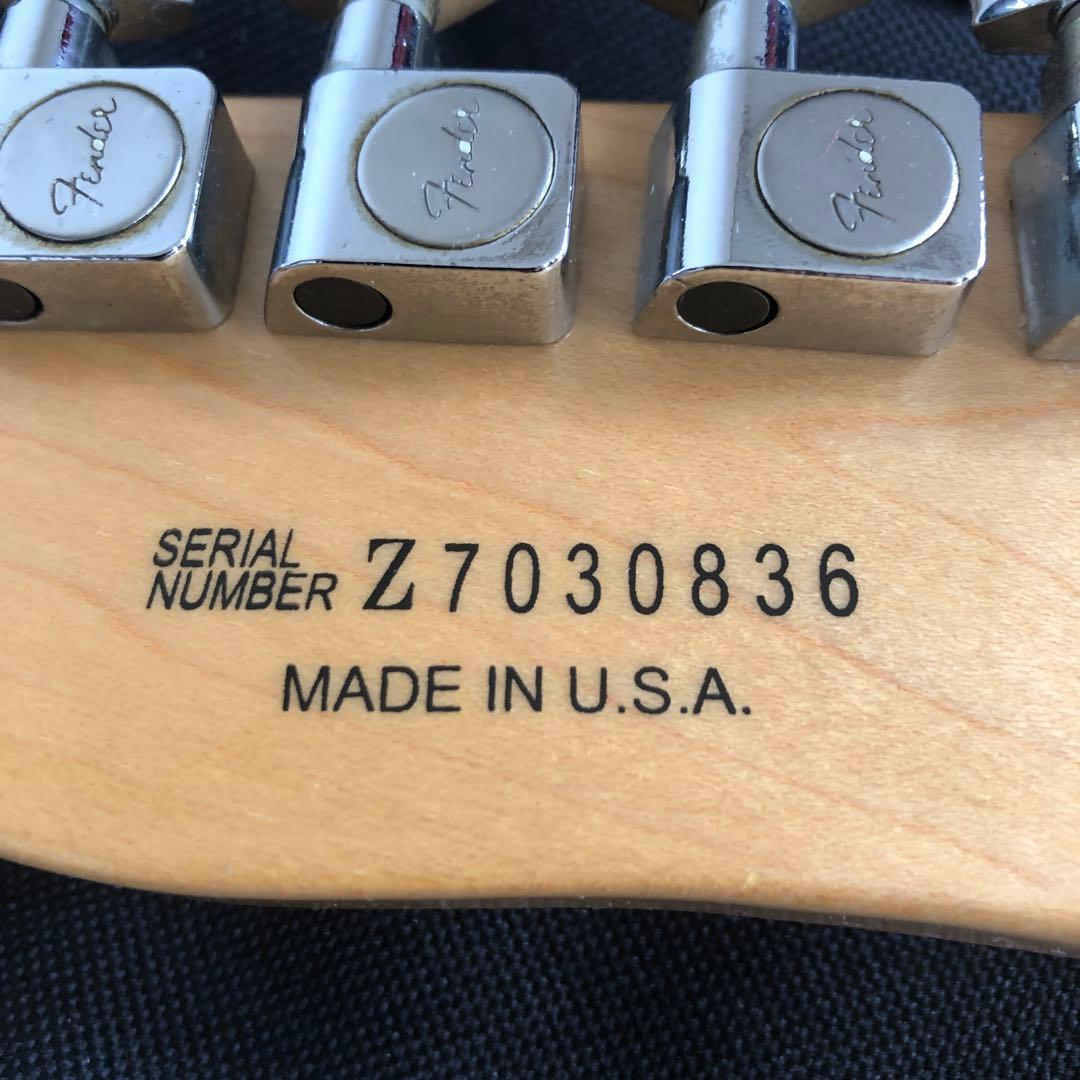 Fender Fender Fender
SERIAL
NUMBER Z7030836
MADE IN U.S.A.